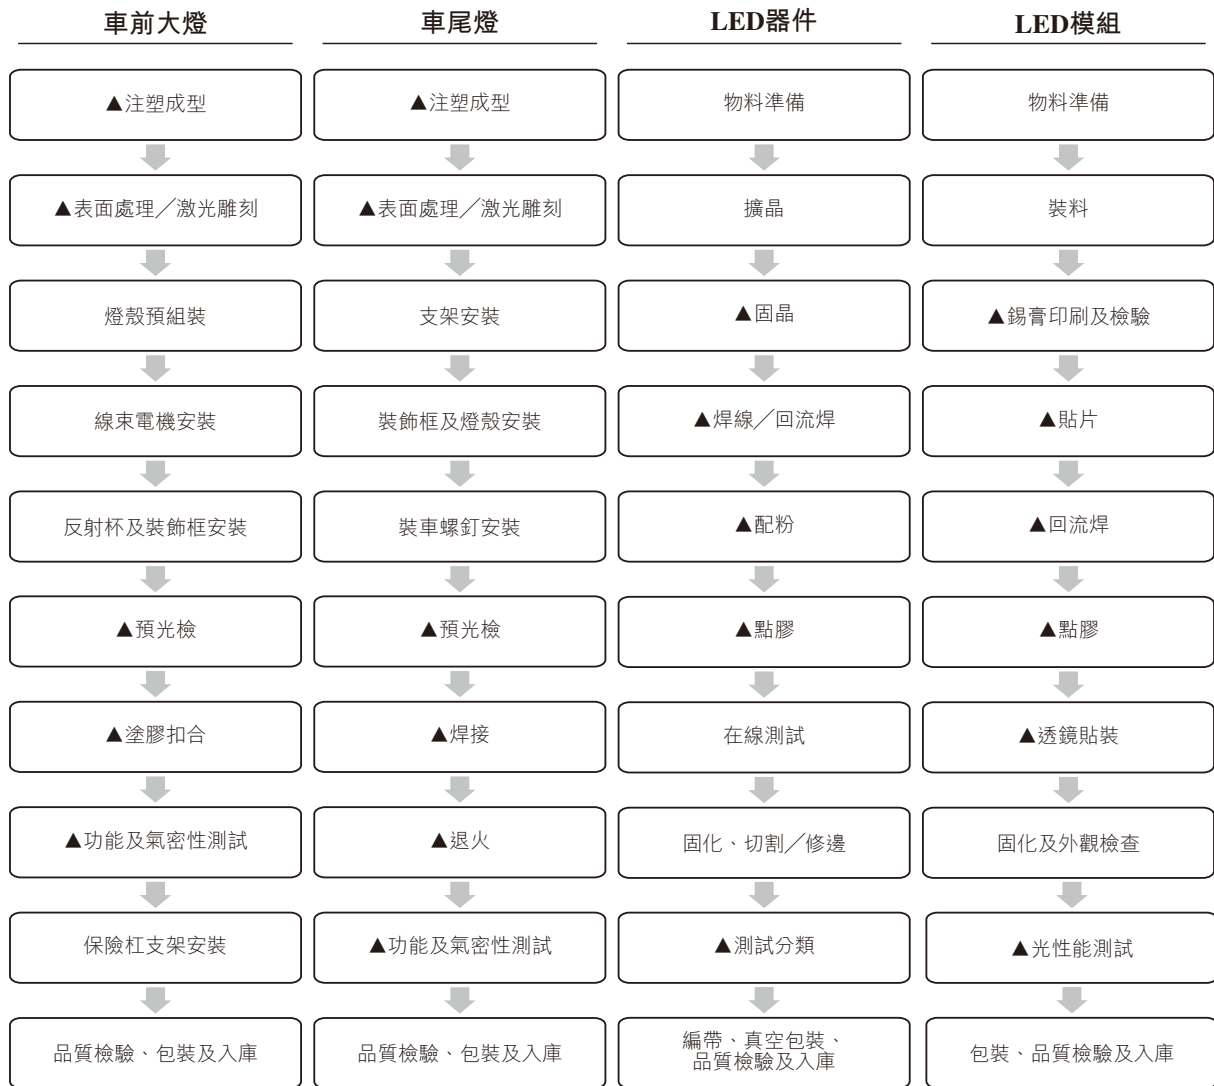 車前大燈
▲注塑成型
▲表面處理／激光雕刻
燈殼預組裝
線束電機安裝
反射杯及裝飾框安裝
▲預光檢
▲塗膠扣合
▲功能及氣密性測試
保險杠支架安裝
品質檢驗、包裝及入庫
車尾燈
▲注塑成型
▲表面處理／激光雕刻
支架安裝
裝飾框及燈殼安裝
裝車螺釘安裝
▲預光檢
▲焊接
▲退火
▲功能及氣密性測試
品質檢驗、包裝及入庫
LED器件
物料準備
擴晶
▲固晶
▲焊線／回流焊
▲配粉
▲點膠
在線測試
固化、切割／修邊
▲測試分類
編帶、真空包裝、
品質檢驗及入庫
LED模組
物料準備
裝料
▲錫膏印刷及檢驗
▲貼片
▲回流焊
▲點膠
▲透鏡貼裝
固化及外觀檢查
▲光性能測試
包裝、品質檢驗及入庫